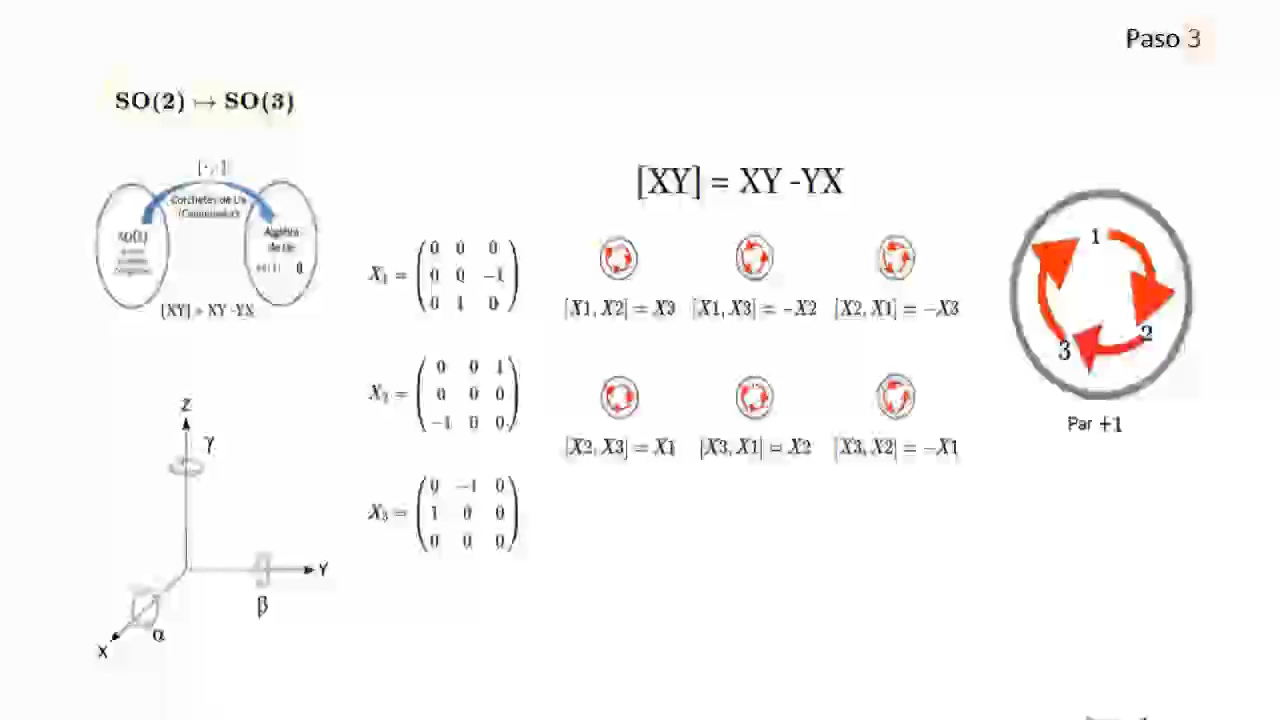 Paso 3
SO(2) ↦ SO(3)
[·,·]
Corchetes de Lie
(Conmutador)
Algebra
de Lie
[XY] = XY -YX
[XY] = XY -YX
X₁ = ( 0 0 0
0 0 −1
0 1 0 )
X₂ = ( 0 0 1
0 0 0
−1 0 0. )
X₃ = ( 0 −1 0
1 0 0
0 0 0 )
[X1, X2] = X3 [X1, X3] = −X2 [X2, X1] = −X3
[X2, X3] = X1 [X3, X1] = X2 [X3, X2] = −X1
1
2
3
Par +1
Z
γ
Y
β
α
X